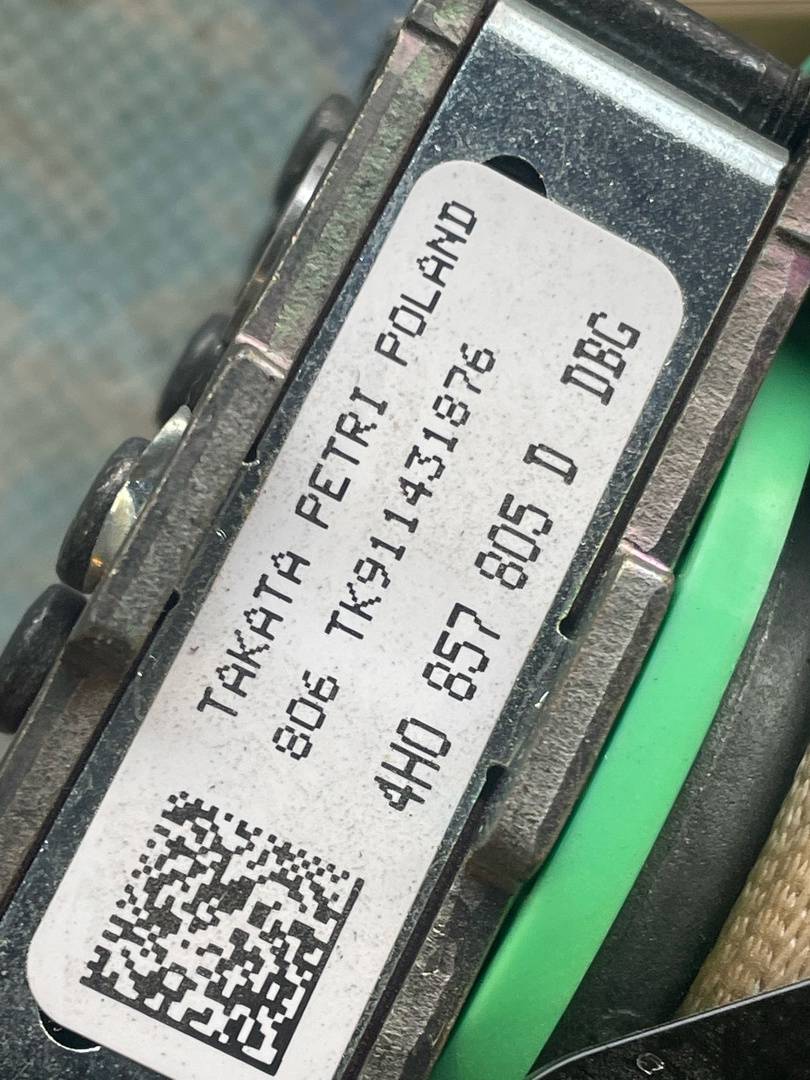 TAKATA PETRI POLAND
806 TK911431876
4H0 857 805 D DBG